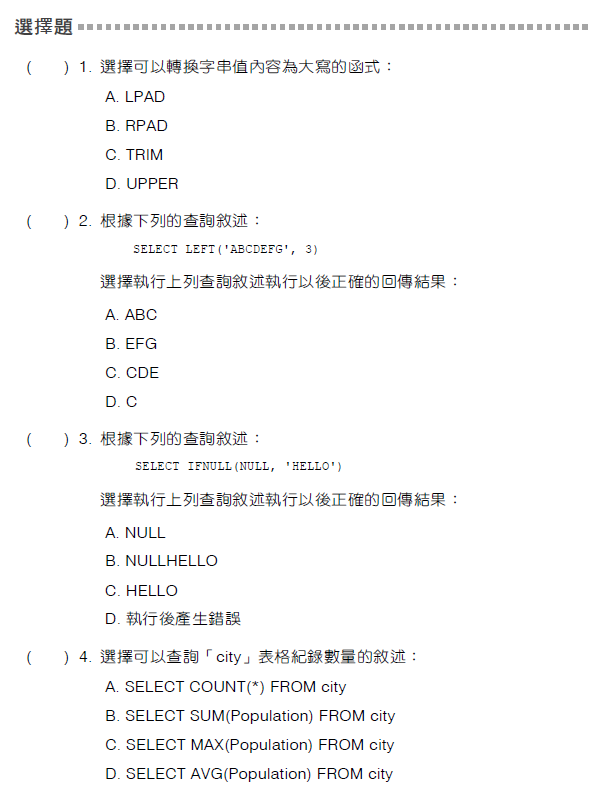 選擇題
(　　) 1. 選擇可以轉換字串值內容為大寫的函式：
A. LPAD
B. RPAD
C. TRIM
D. UPPER
(　　) 2. 根據下列的查詢敘述：
SELECT LEFT('ABCDEFG', 3)
選擇執行上列查詢敘述執行以後正確的回傳結果：
A. ABC
B. EFG
C. CDE
D. C
(　　) 3. 根據下列的查詢敘述：
SELECT IFNULL(NULL, 'HELLO')
選擇執行上列查詢敘述執行以後正確的回傳結果：
A. NULL
B. NULLHELLO
C. HELLO
D. 執行後產生錯誤
(　　) 4. 選擇可以查詢「city」表格紀錄數量的敘述：
A. SELECT COUNT(*) FROM city
B. SELECT SUM(Population) FROM city
C. SELECT MAX(Population) FROM city
D. SELECT AVG(Population) FROM city